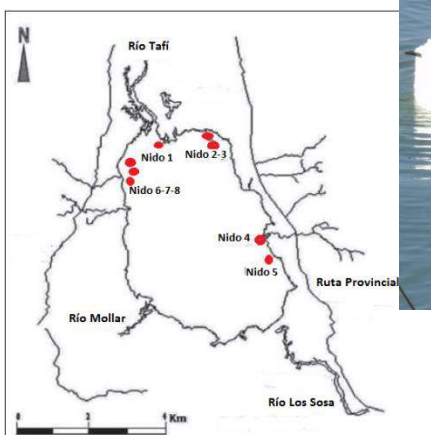 Río Tafí
N
Nido 1
Nido 2-3
Nido 6-7-8
Nido 4
Nido 5
Ruta Provincial
Río Mollar
Río Los Sosa
0 2 4
Km